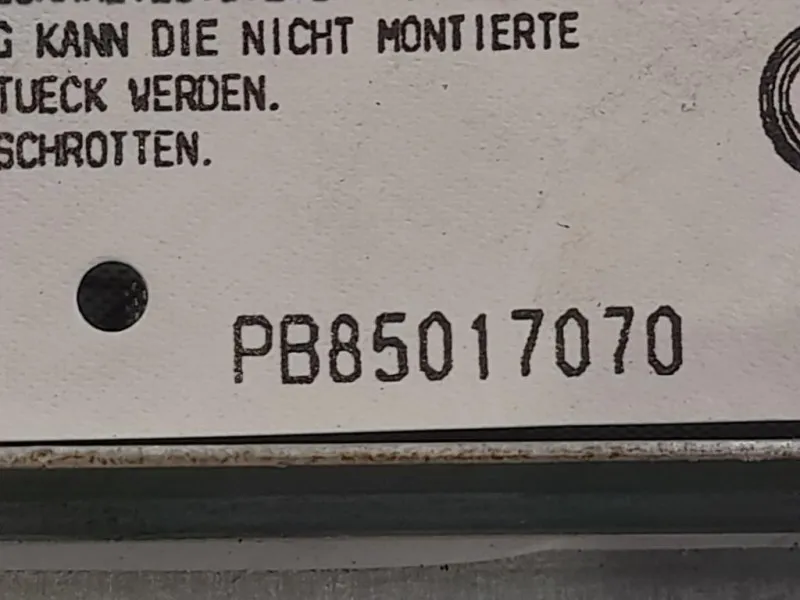 G KANN DIE NICHT MONTIERTE
TUECK WERDEN.
SCHROTTEN.
PB85017070